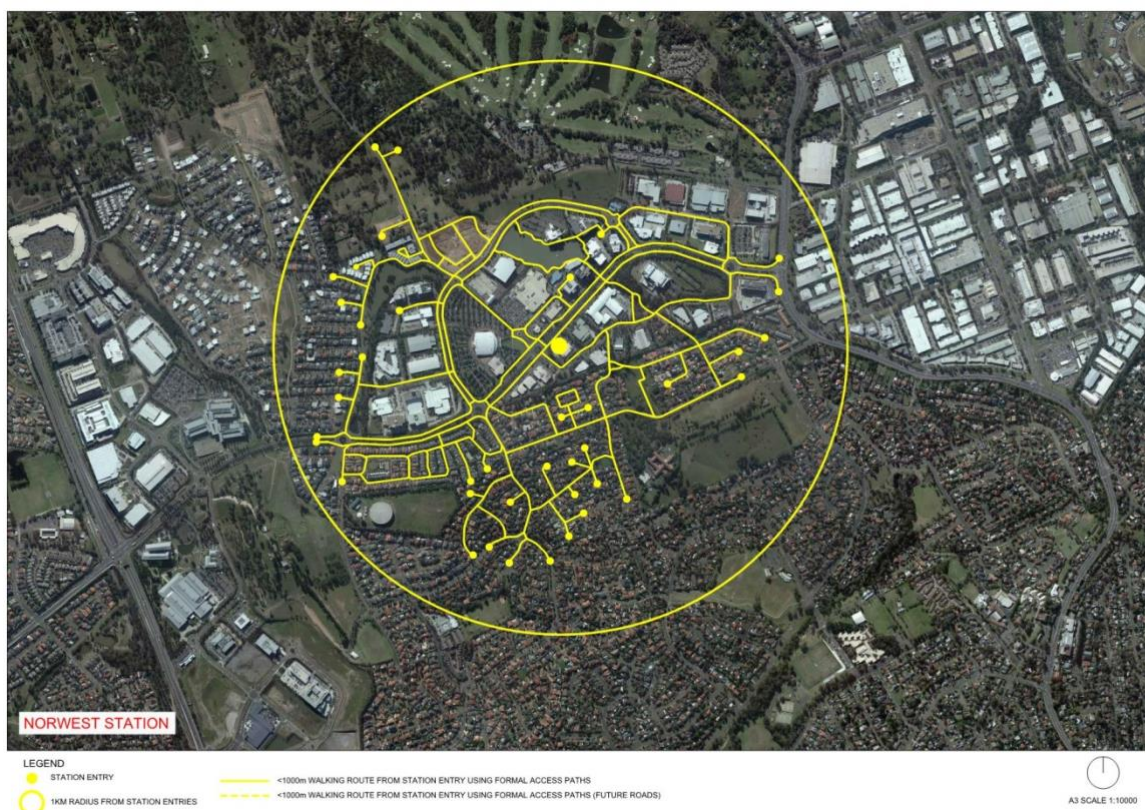 NORWEST STATION
LEGEND
STATION ENTRY
1KM RADIUS FROM STATION ENTRIES
<1000m WALKING ROUTE FROM STATION ENTRY USING FORMAL ACCESS PATHS
<1000m WALKING ROUTE FROM STATION ENTRY USING FORMAL ACCESS PATHS (FUTURE ROADS)
A3 SCALE 1:10000